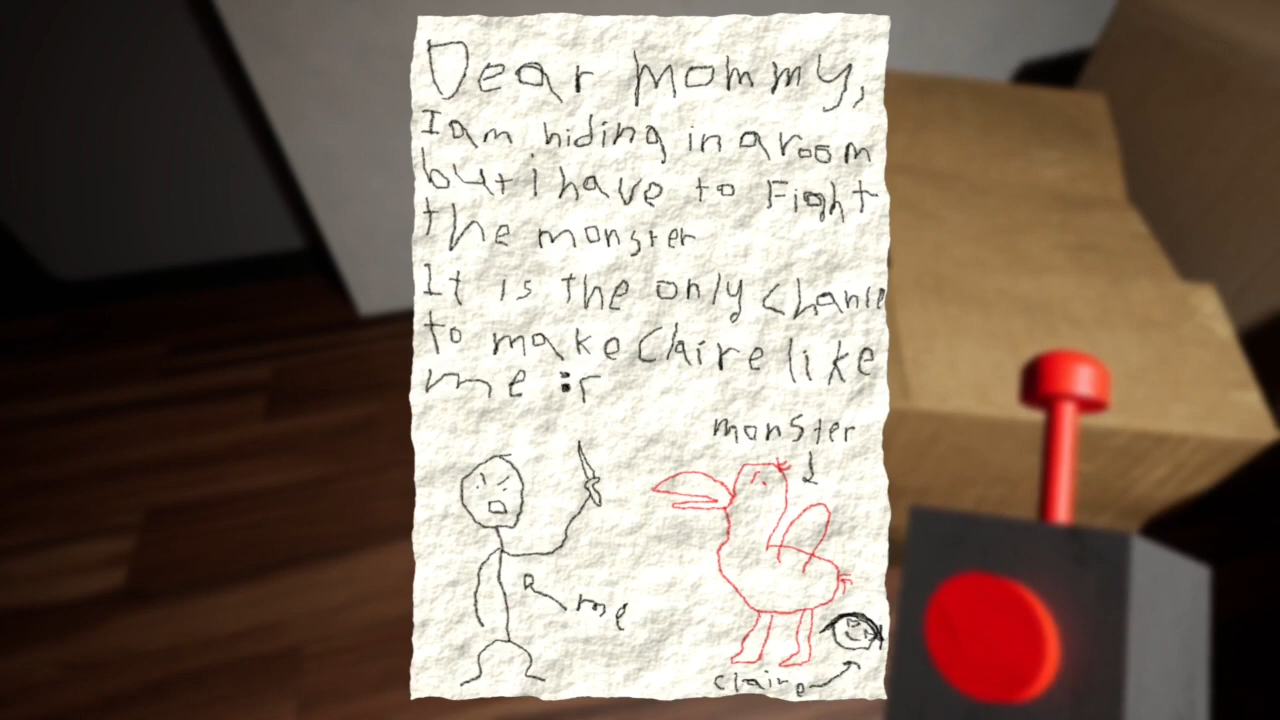 Dear Mommy,
I am hiding in a room
but i have to Fight
the monster
It is the only chance
to make Claire like
me :r
monster
me
claire